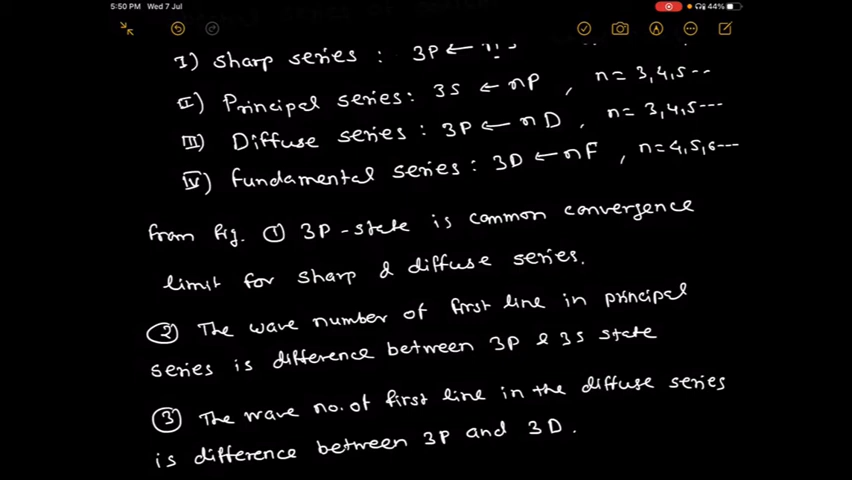 5:50 PM Wed 7 Jul
44%
I) Sharp series : 3P ← nS
II) Principal series: 3S ← nP , n = 3,4,5--
III) Diffuse series : 3P ← nD , n = 3,4,5---
IV) fundamental series : 3D ← nF , n=4,5,6---
from fig. ① 3P-state is common convergence
limit for sharp & diffuse series.
② The wave number of first line in principal
series is difference between 3P & 3S state
③ The wave no. of first line in the diffuse series
is difference between 3P and 3D.